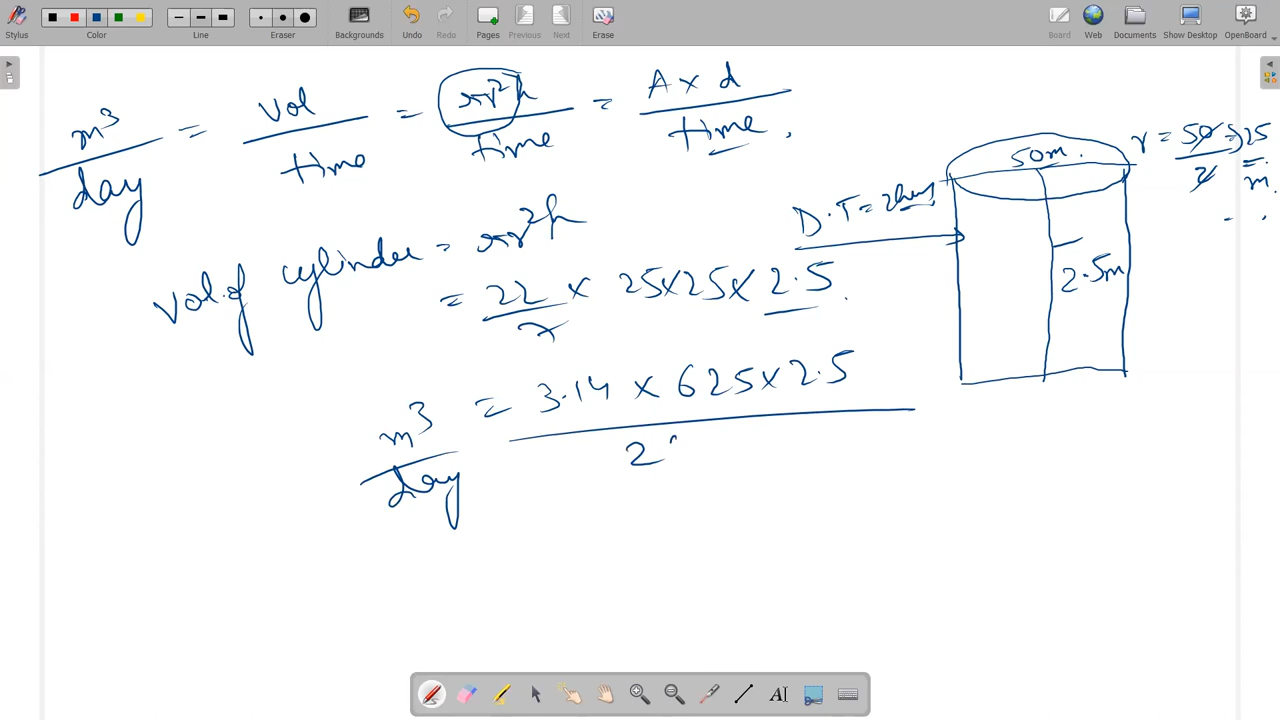 Stylus Color Line Eraser Backgrounds Undo Redo Pages Previous Next Erase Board Web Documents Show Desktop OpenBoard
m³/day = Vol/time = πr²h/time = A × d/time .
50m.
r = 50/2 = 25 m.
D.T = 2hours
2.5m
Vol. of cylinder = πr²h
= 22/7 × 25×25× 2.5 .
m³/day = 3.14 × 625× 2.5
2